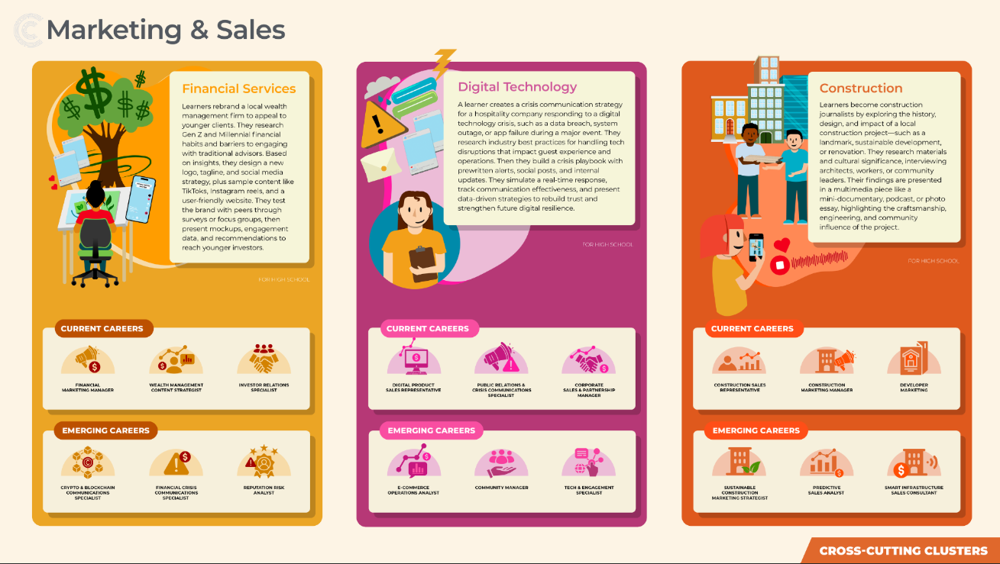 Marketing & Sales
Financial Services
Learners rebrand a local wealth
management firm to appeal to
younger clients. They research
Gen Z and Millennial financial
habits and barriers to engaging
with traditional advisors. Based
on insights, they design a new
logo, tagline, and social media
strategy, plus sample content like
TikToks, Instagram reels, and a
user-friendly website. They test
the brand with peers through
surveys or focus groups, then
present mockups, engagement
data, and recommendations to
reach younger investors.
FOR HIGH SCHOOL
CURRENT CAREERS
FINANCIAL
MARKETING MANAGER
WEALTH MANAGEMENT
CONTENT STRATEGIST
INVESTOR RELATIONS
SPECIALIST
EMERGING CAREERS
CRYPTO & BLOCKCHAIN
COMMUNICATIONS
SPECIALIST
FINANCIAL CRISIS
COMMUNICATIONS
SPECIALIST
REPUTATION RISK
ANALYST
Digital Technology
A learner creates a crisis communication strategy
for a hospitality company responding to a digital
technology crisis, such as a data breach, system
outage, or app failure during a major event. They
research industry best practices for handling tech
disruptions that impact guest experience and
operations. Then they build a crisis playbook with
prewritten alerts, social posts, and internal
updates. They simulate a real-time response,
track communication effectiveness, and present
data-driven strategies to rebuild trust and
strengthen future digital resilience.
FOR HIGH SCHOOL
CURRENT CAREERS
DIGITAL PRODUCT
SALES REPRESENTATIVE
PUBLIC RELATIONS &
CRISIS COMMUNICATIONS
SPECIALIST
CORPORATE
SALES & PARTNERSHIP
MANAGER
EMERGING CAREERS
E-COMMERCE
OPERATIONS ANALYST
COMMUNITY MANAGER
TECH & ENGAGEMENT
SPECIALIST
Construction
Learners become construction
journalists by exploring the history,
design, and impact of a local
construction project—such as a
landmark, sustainable development,
or renovation. They research materials
and cultural significance, interviewing
architects, workers, or community
leaders. Their findings are presented
in a multimedia piece like a
mini-documentary, podcast, or photo
essay, highlighting the craftsmanship,
engineering, and community
influence of the project.
FOR HIGH SCHOOL
CURRENT CAREERS
CONSTRUCTION SALES
REPRESENTATIVE
CONSTRUCTION
MARKETING MANAGER
DEVELOPER
MARKETING
EMERGING CAREERS
SUSTAINABLE
CONSTRUCTION
MARKETING STRATEGIST
PREDICTIVE
SALES ANALYST
SMART INFRASTRUCTURE
SALES CONSULTANT
CROSS-CUTTING CLUSTERS